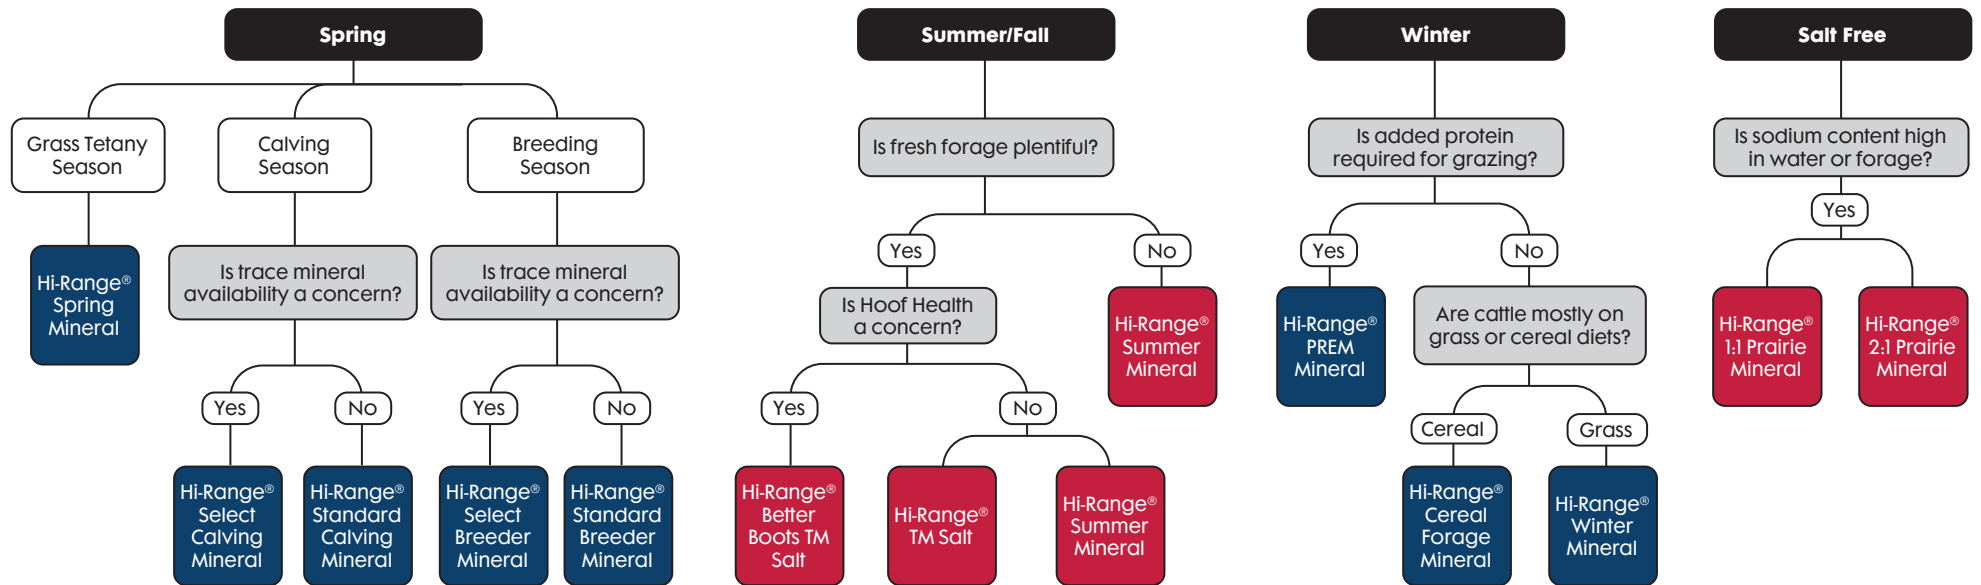 Spring
Grass Tetany
Season
Calving
Season
Breeding
Season
Hi-Range®
Spring
Mineral
Is trace mineral
availability a concern?
Is trace mineral
availability a concern?
Yes
No
Yes
No
Hi-Range®
Select
Calving
Mineral
Hi-Range®
Standard
Calving
Mineral
Hi-Range®
Select
Breeder
Mineral
Hi-Range®
Standard
Breeder
Mineral
Summer/Fall
Is fresh forage plentiful?
Yes
No
Is Hoof Health
a concern?
Hi-Range®
Summer
Mineral
Yes
No
Hi-Range®
Better
Boots TM
Salt
Hi-Range®
TM Salt
Hi-Range®
Summer
Mineral
Winter
Is added protein
required for grazing?
Yes
No
Hi-Range®
PREM
Mineral
Are cattle mostly on
grass or cereal diets?
Cereal
Grass
Hi-Range®
Cereal
Forage
Mineral
Hi-Range®
Winter
Mineral
Salt Free
Is sodium content high
in water or forage?
Yes
Hi-Range®
1:1 Prairie
Mineral
Hi-Range®
2:1 Prairie
Mineral